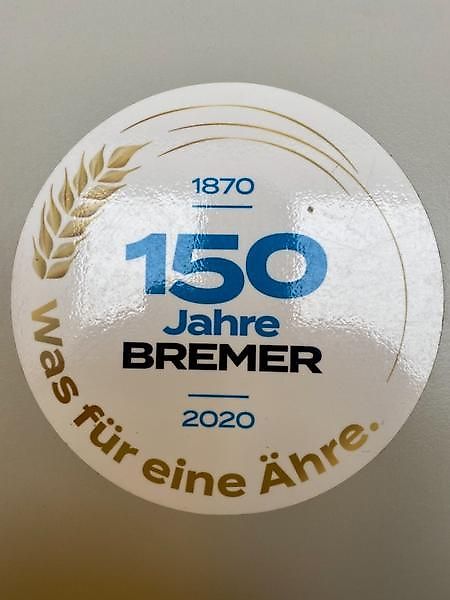 1870
150
Jahre
BREMER
2020
Was für eine Ähre.